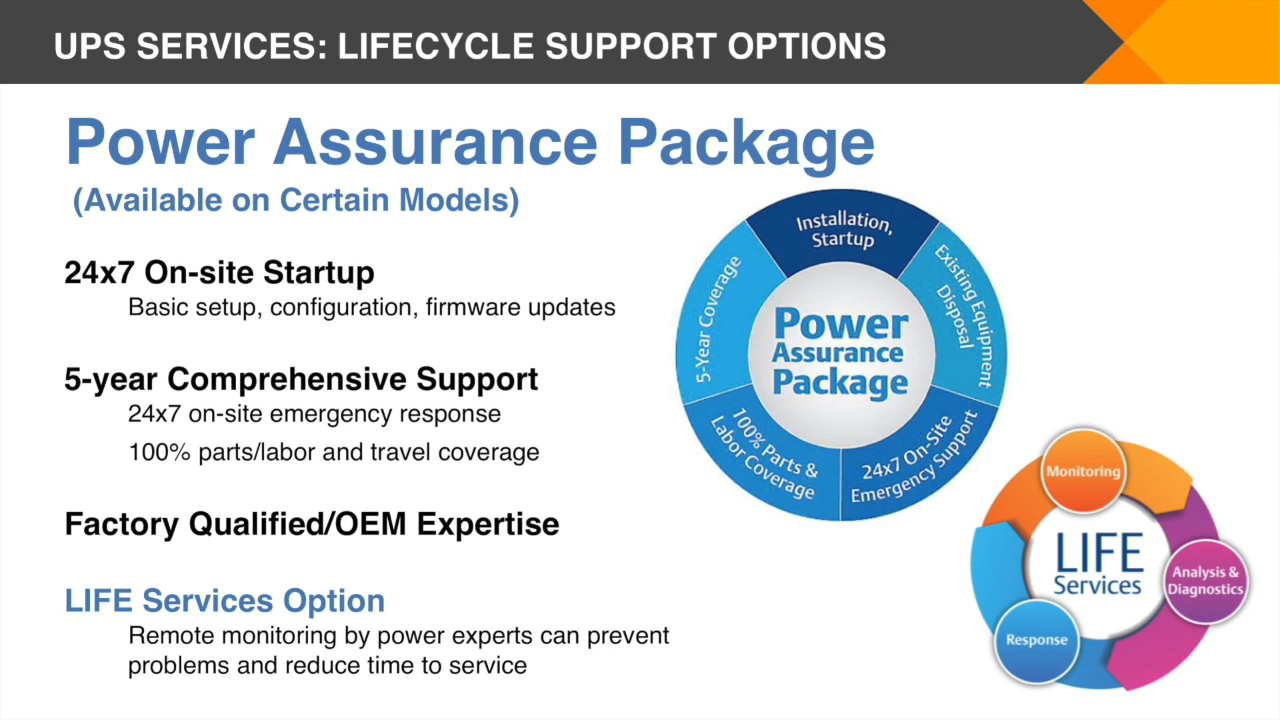 UPS SERVICES: LIFECYCLE SUPPORT OPTIONS
Power Assurance Package
(Available on Certain Models)
24x7 On-site Startup
Basic setup, configuration, firmware updates
5-year Comprehensive Support
24x7 on-site emergency response
100% parts/labor and travel coverage
Factory Qualified/OEM Expertise
LIFE Services Option
Remote monitoring by power experts can prevent
problems and reduce time to service
Installation,
Startup
Existing Equipment
Disposal
24x7 On-Site
Emergency Support
100% Parts &
Labor Coverage
5-Year Coverage
Power
Assurance
Package
Monitoring
Analysis &
Diagnostics
Response
LIFE
Services